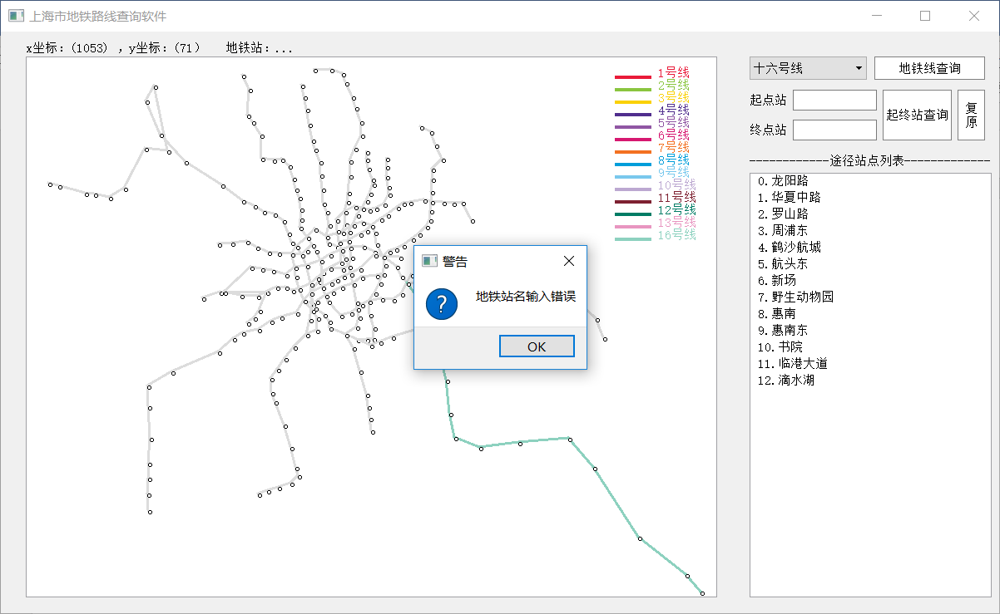 上海市地铁路线查询软件
x坐标：(1053) ，y坐标：(71)    地铁站：...
1号线
2号线
3号线
4号线
5号线
6号线
7号线
8号线
9号线
10号线
11号线
12号线
13号线
16号线
警告
地铁站名输入错误
OK
十六号线
地铁线查询
起点站
终点站
起终站查询
复
原
-----------途径站点列表------------
0.龙阳路
1.华夏中路
2.罗山路
3.周浦东
4.鹤沙航城
5.航头东
6.新场
7.野生动物园
8.惠南
9.惠南东
10.书院
11.临港大道
12.滴水湖